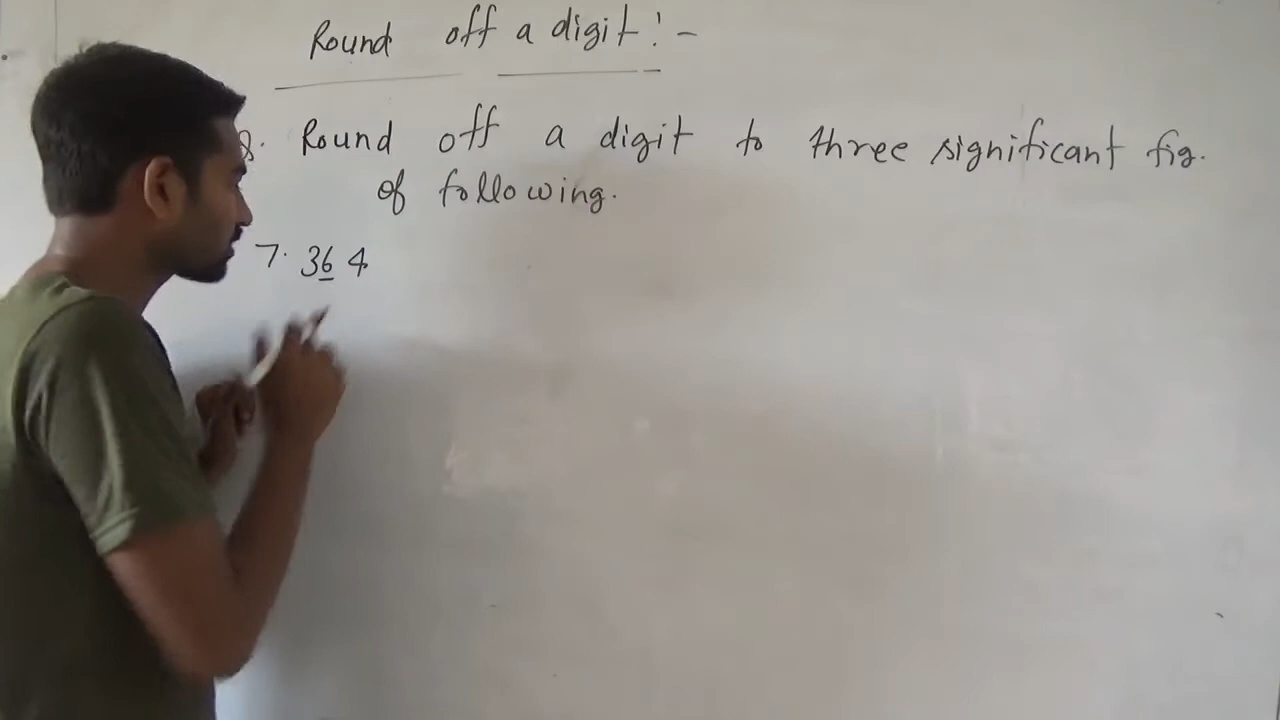 Round off a digit :-
Q. Round off a digit to three significant fig.
of following.
7.364